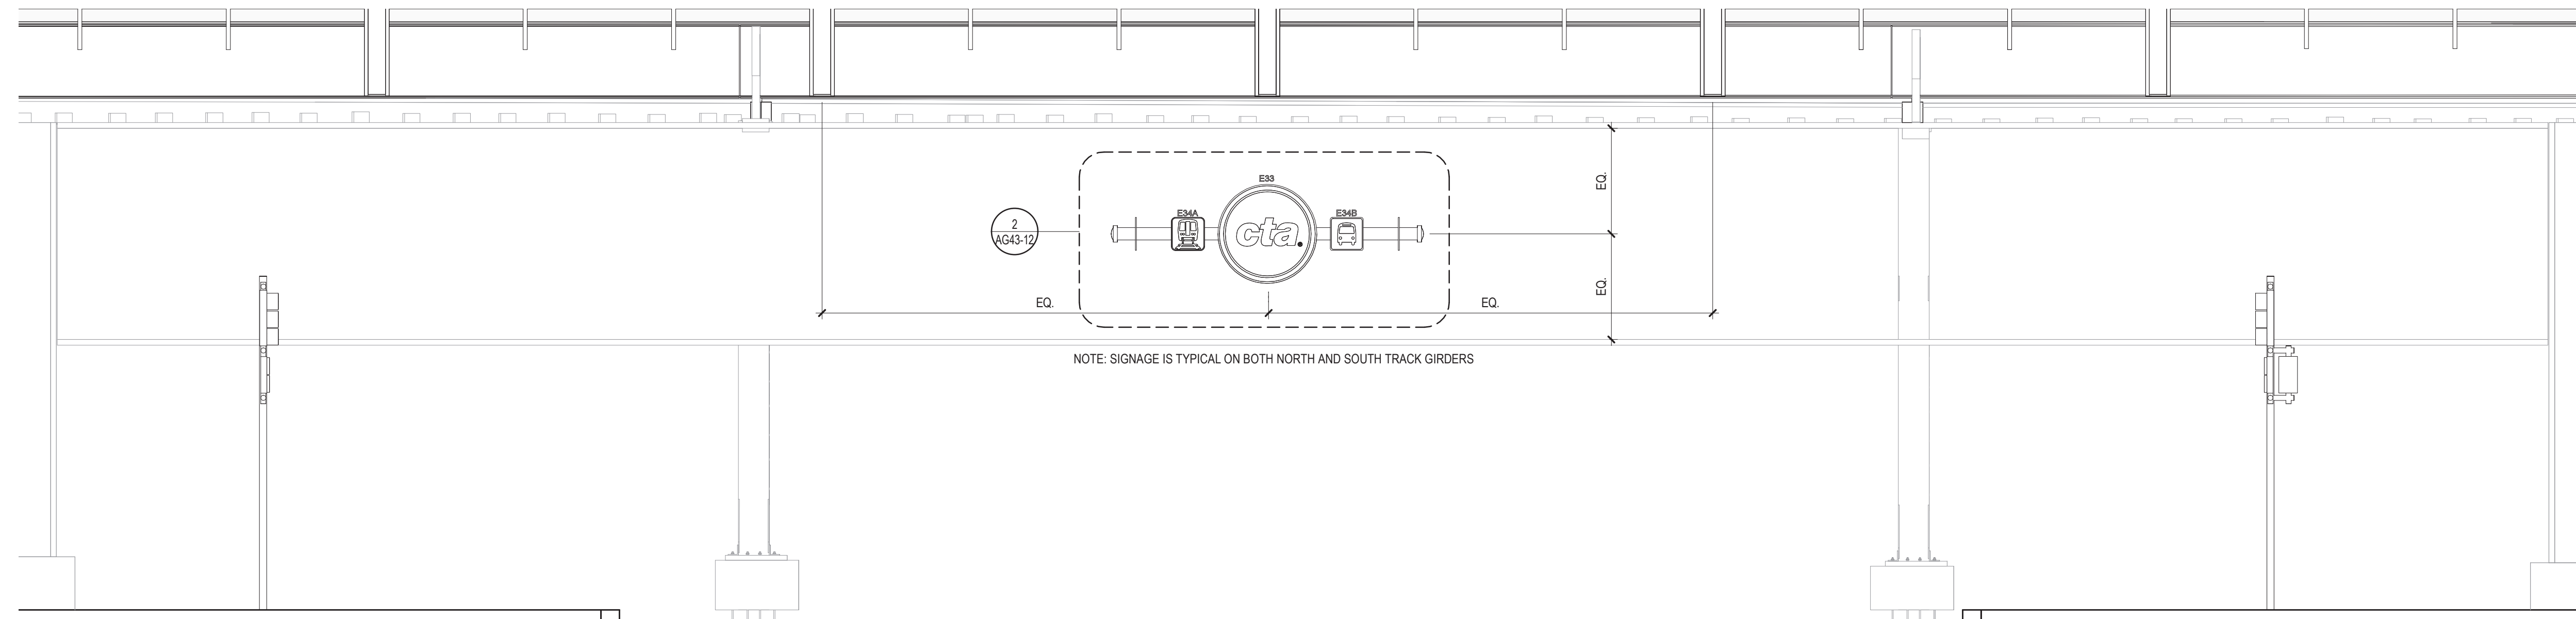 E33
E34A
E34B
cta.
2
AG43-12
EQ.
EQ.
EQ.
EQ.
NOTE: SIGNAGE IS TYPICAL ON BOTH NORTH AND SOUTH TRACK GIRDERS